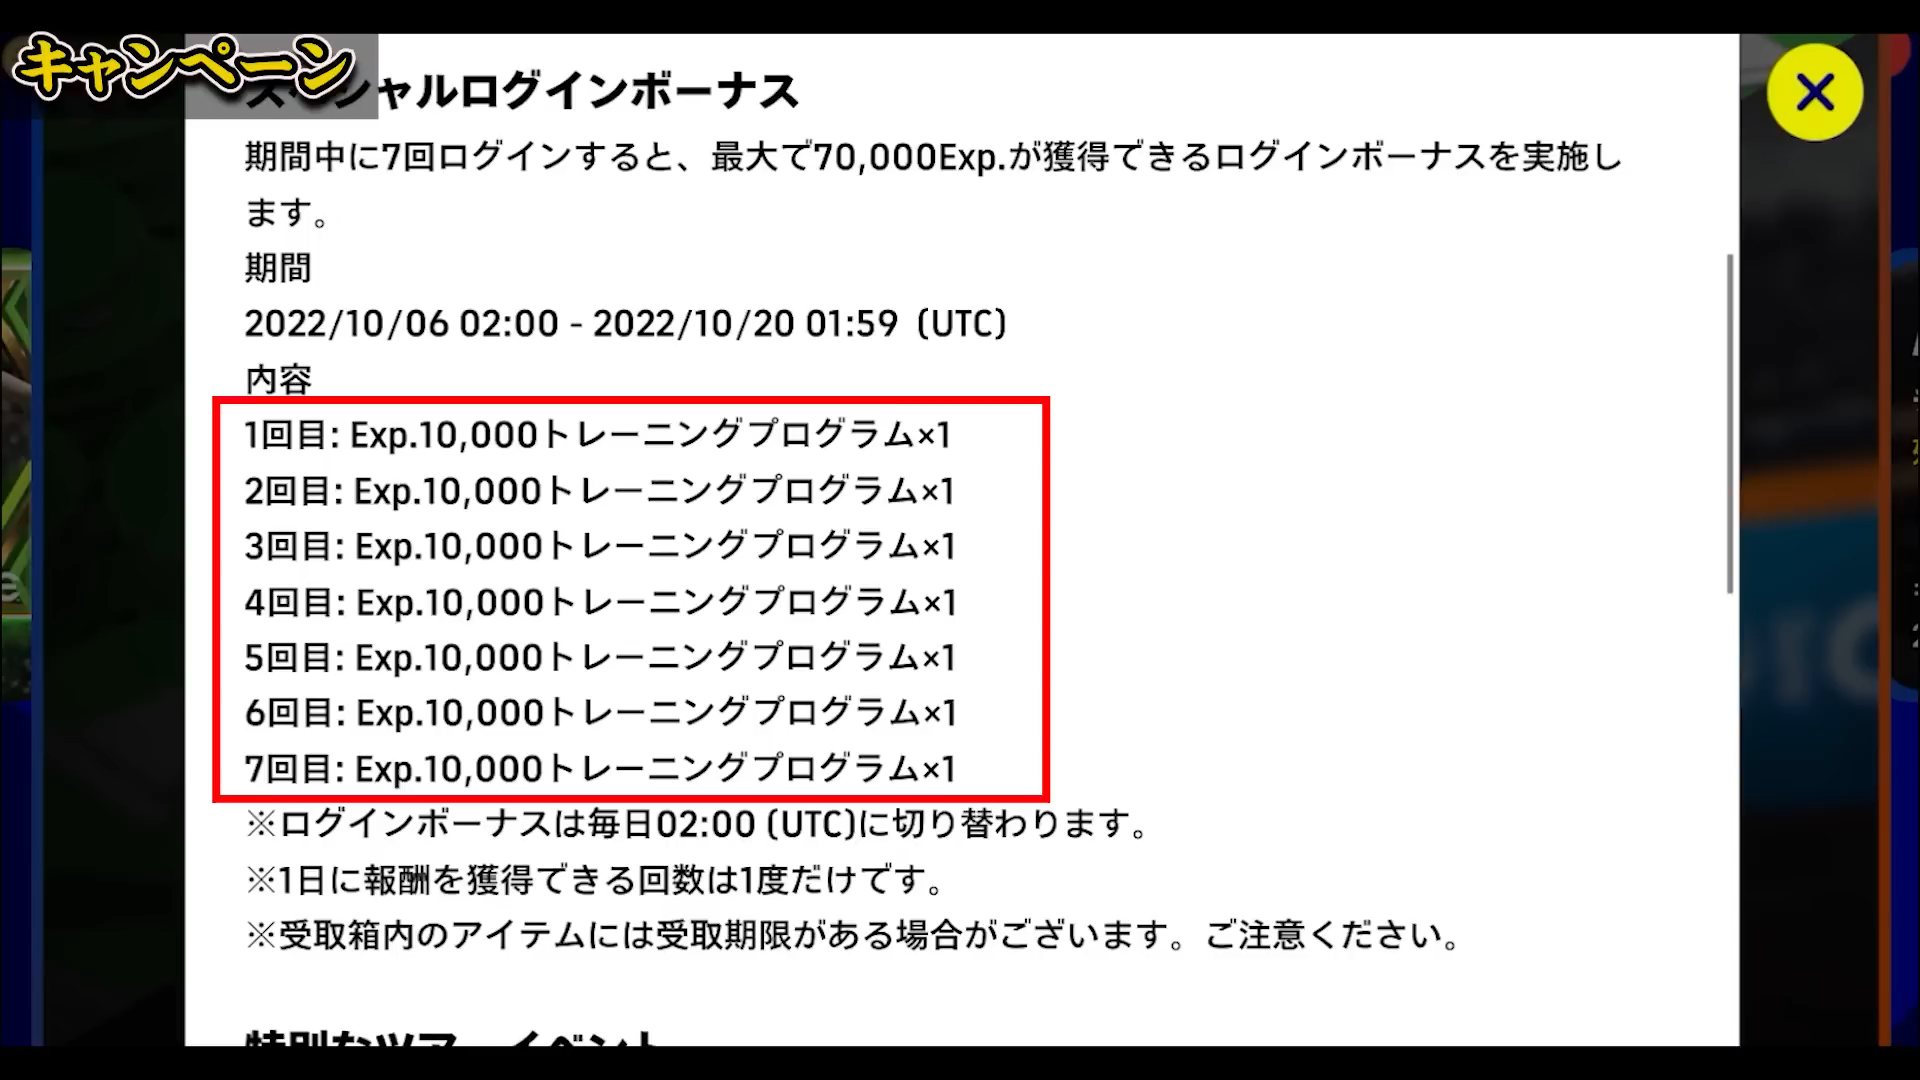 キャンペーン
スペシャルログインボーナス
期間中に7回ログインすると、最大で70,000Exp.が獲得できるログインボーナスを実施し
ます。
期間
2022/10/06 02:00 - 2022/10/20 01:59 (UTC)
内容
1回目: Exp.10,000トレーニングプログラム×1
2回目: Exp.10,000トレーニングプログラム×1
3回目: Exp.10,000トレーニングプログラム×1
4回目: Exp.10,000トレーニングプログラム×1
5回目: Exp.10,000トレーニングプログラム×1
6回目: Exp.10,000トレーニングプログラム×1
7回目: Exp.10,000トレーニングプログラム×1
※ログインボーナスは毎日02:00 (UTC)に切り替わります。
※1日に報酬を獲得できる回数は1度だけです。
※受取箱内のアイテムには受取期限がある場合がございます。ご注意ください。
特別なツアーイベント